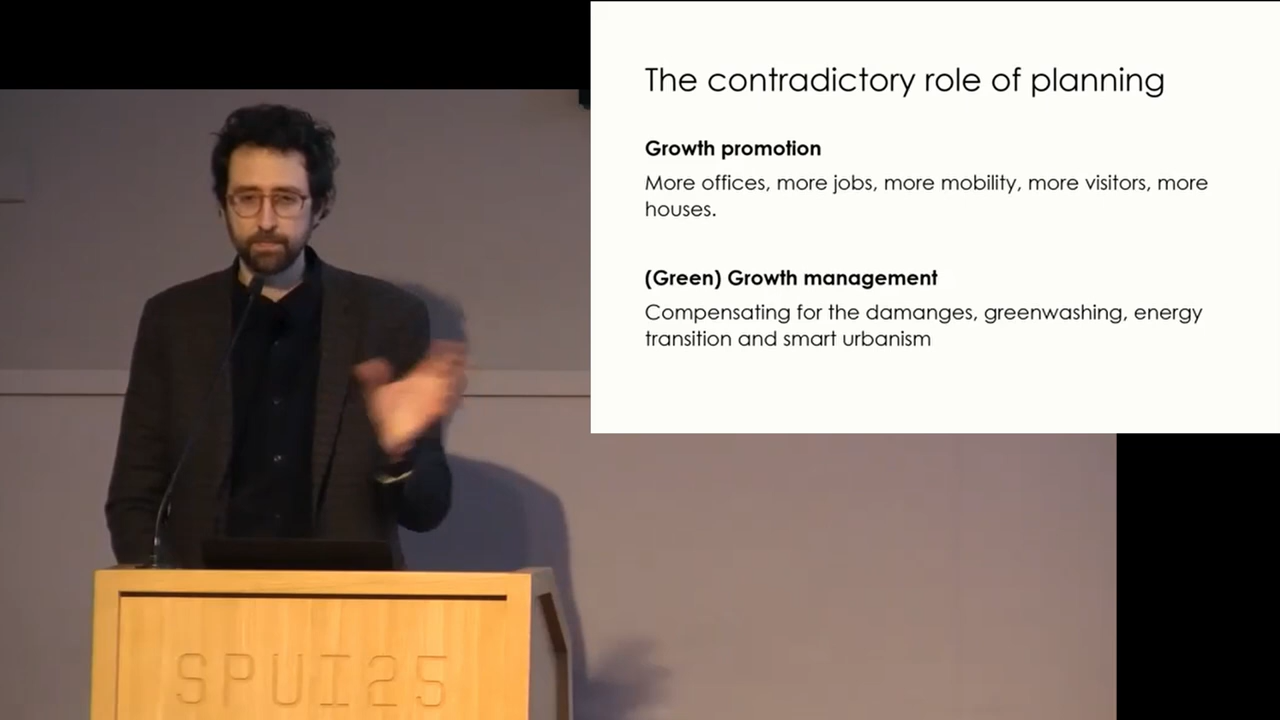 The contradictory role of planning
Growth promotion
More offices, more jobs, more mobility, more visitors, more
houses.
(Green) Growth management
Compensating for the damanges, greenwashing, energy
transition and smart urbanism
SPUI25